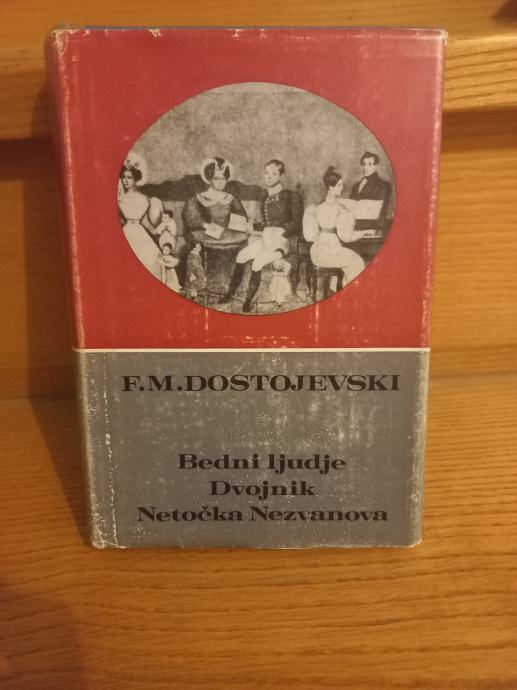 F.M.DOSTOJEVSKI
Bedni ljudje
Dvojnik
Netočka Nezvanova